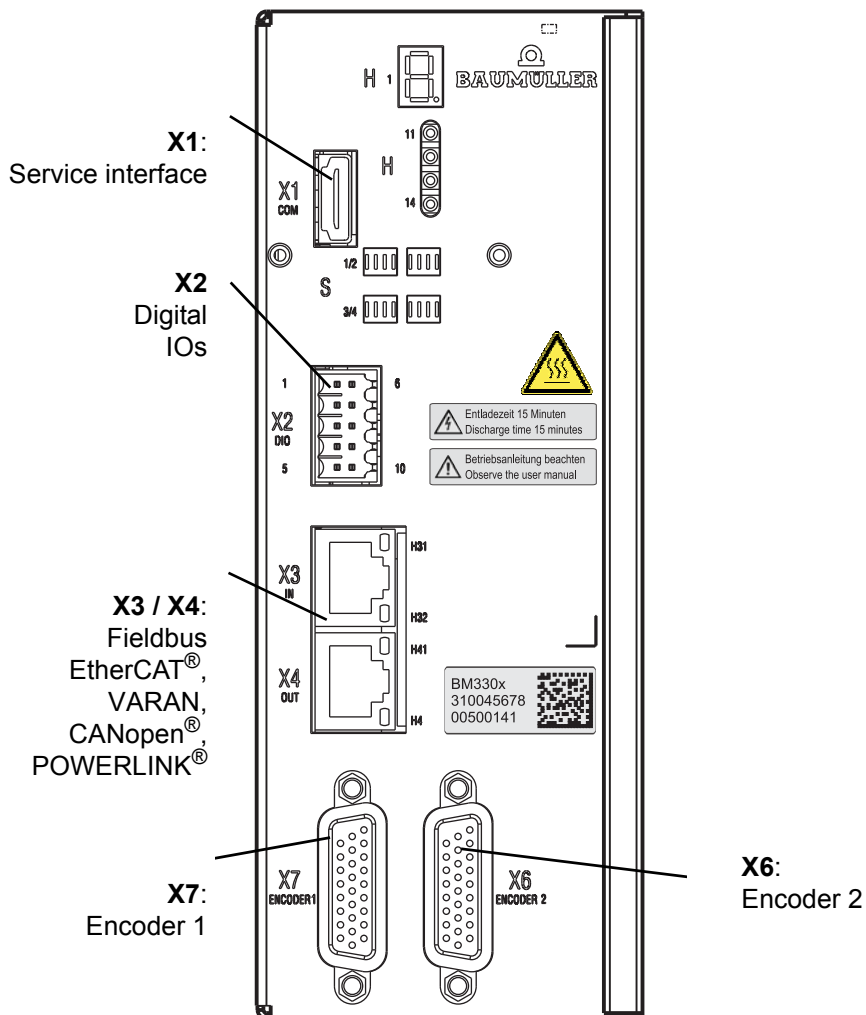 H 1
BAUMÜLLER
X1:
Service interface
11
H
14
X1
COM
1/2
S
3/4
X2
Digital
IOs
1
6
X2
DIO
5
10
Entladezeit 15 Minuten
Discharge time 15 minutes
Betriebsanleitung beachten
Observe the user manual
H31
X3
IN
H32
X3 / X4:
Fieldbus
EtherCAT®,
VARAN,
CANopen®,
POWERLINK®
H41
X4
OUT
H4
BM330x
310045678
00500141
X7
ENCODER1
X6
ENCODER 2
X7:
Encoder 1
X6:
Encoder 2